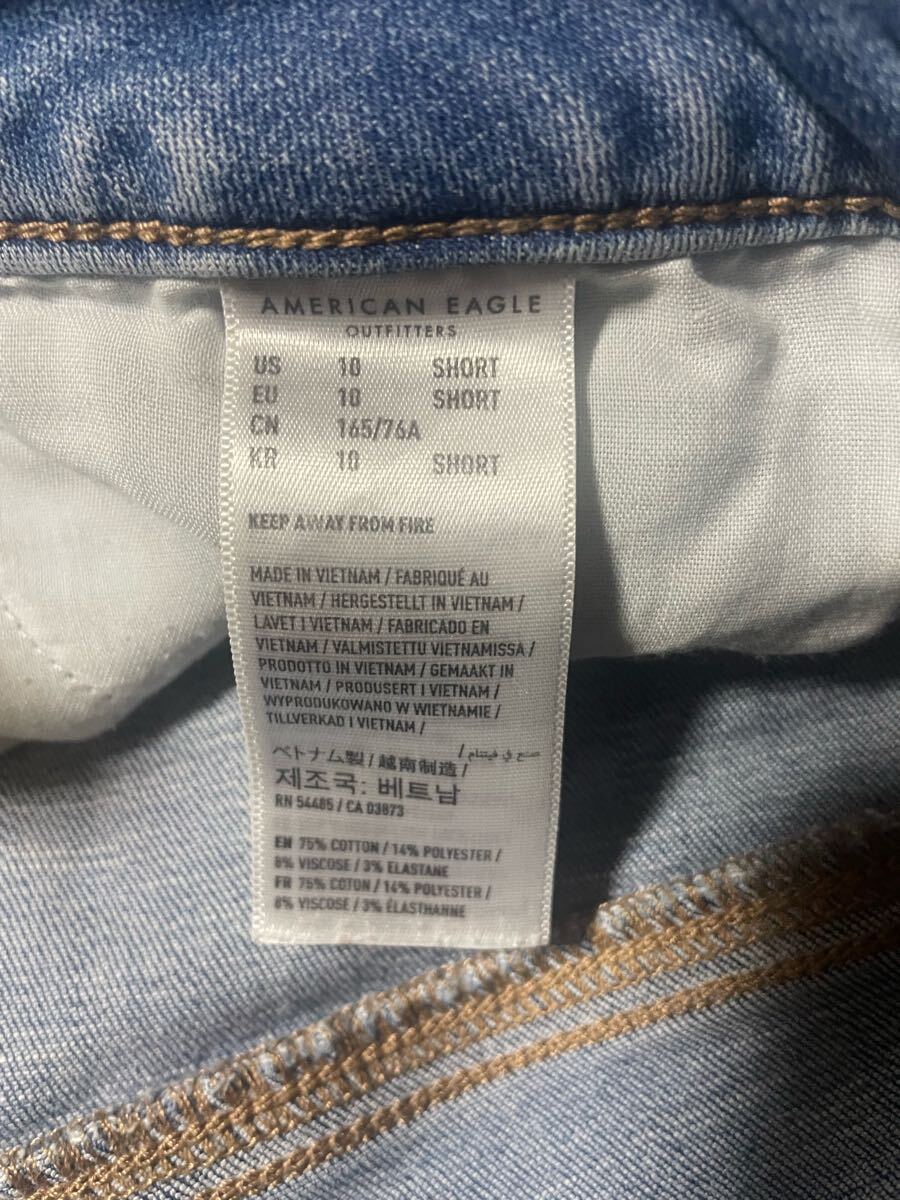 AMERICAN EAGLE
OUTFITTERS
US 10 SHORT
EU 10 SHORT
CN 165/76A
KR 10 SHORT
KEEP AWAY FROM FIRE
MADE IN VIETNAM / FABRIQUÉ AU
VIETNAM / HERGESTELLT IN VIETNAM /
LAVET I VIETNAM / FABRICADO EN
VIETNAM / VALMISTETTU VIETNAMISSA /
PRODOTTO IN VIETNAM / GEMAAKT IN
VIETNAM / PRODUSERT I VIETNAM /
WYPRODUKOWANO W WIETNAMIE /
TILLVERKAD I VIETNAM /
صنع في فيتنام /
ベトナム製 / 越南制造 /
제조국: 베트남
RN 54485 / CA 03873
EN 75% COTTON / 14% POLYESTER /
8% VISCOSE / 3% ELASTANE
FR 75% COTON / 14% POLYESTER /
8% VISCOSE / 3% ÉLASTHANNE